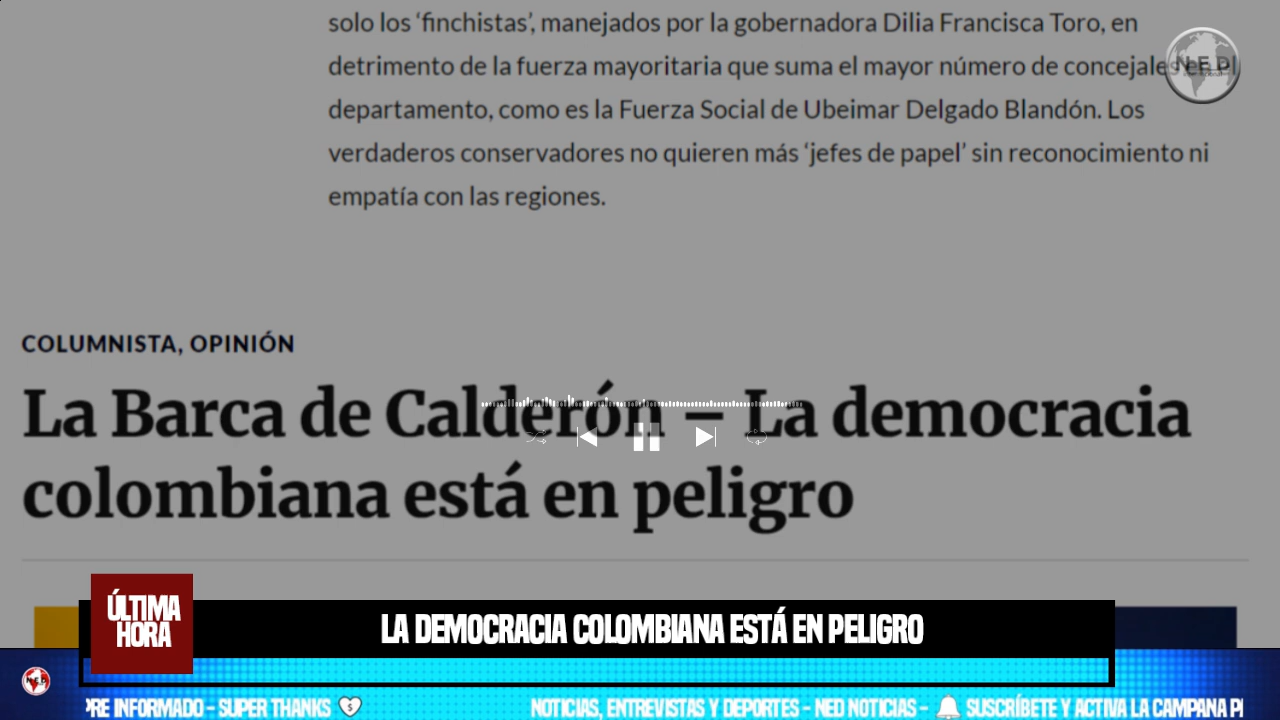 solo los ‘finchistas’, manejados por la gobernadora Dilia Francisca Toro, en
detrimento de la fuerza mayoritaria que suma el mayor número de concejales
departamento, como es la Fuerza Social de Ubeimar Delgado Blandón. Los
verdaderos conservadores no quieren más ‘jefes de papel’ sin reconocimiento ni
empatía con las regiones.
N.E.D
COLUMNISTA, OPINIÓN
La Barca de Calderón – La democracia
colombiana está en peligro
ÚLTIMA
HORA
LA DEMOCRACIA COLOMBIANA ESTÁ EN PELIGRO
N.E.D
RE INFORMADO - SUPER THANKS NOTICIAS, ENTREVISTAS Y DEPORTES - NED NOTICIAS - SUSCRÍBETE Y ACTIVA LA CAMPANA